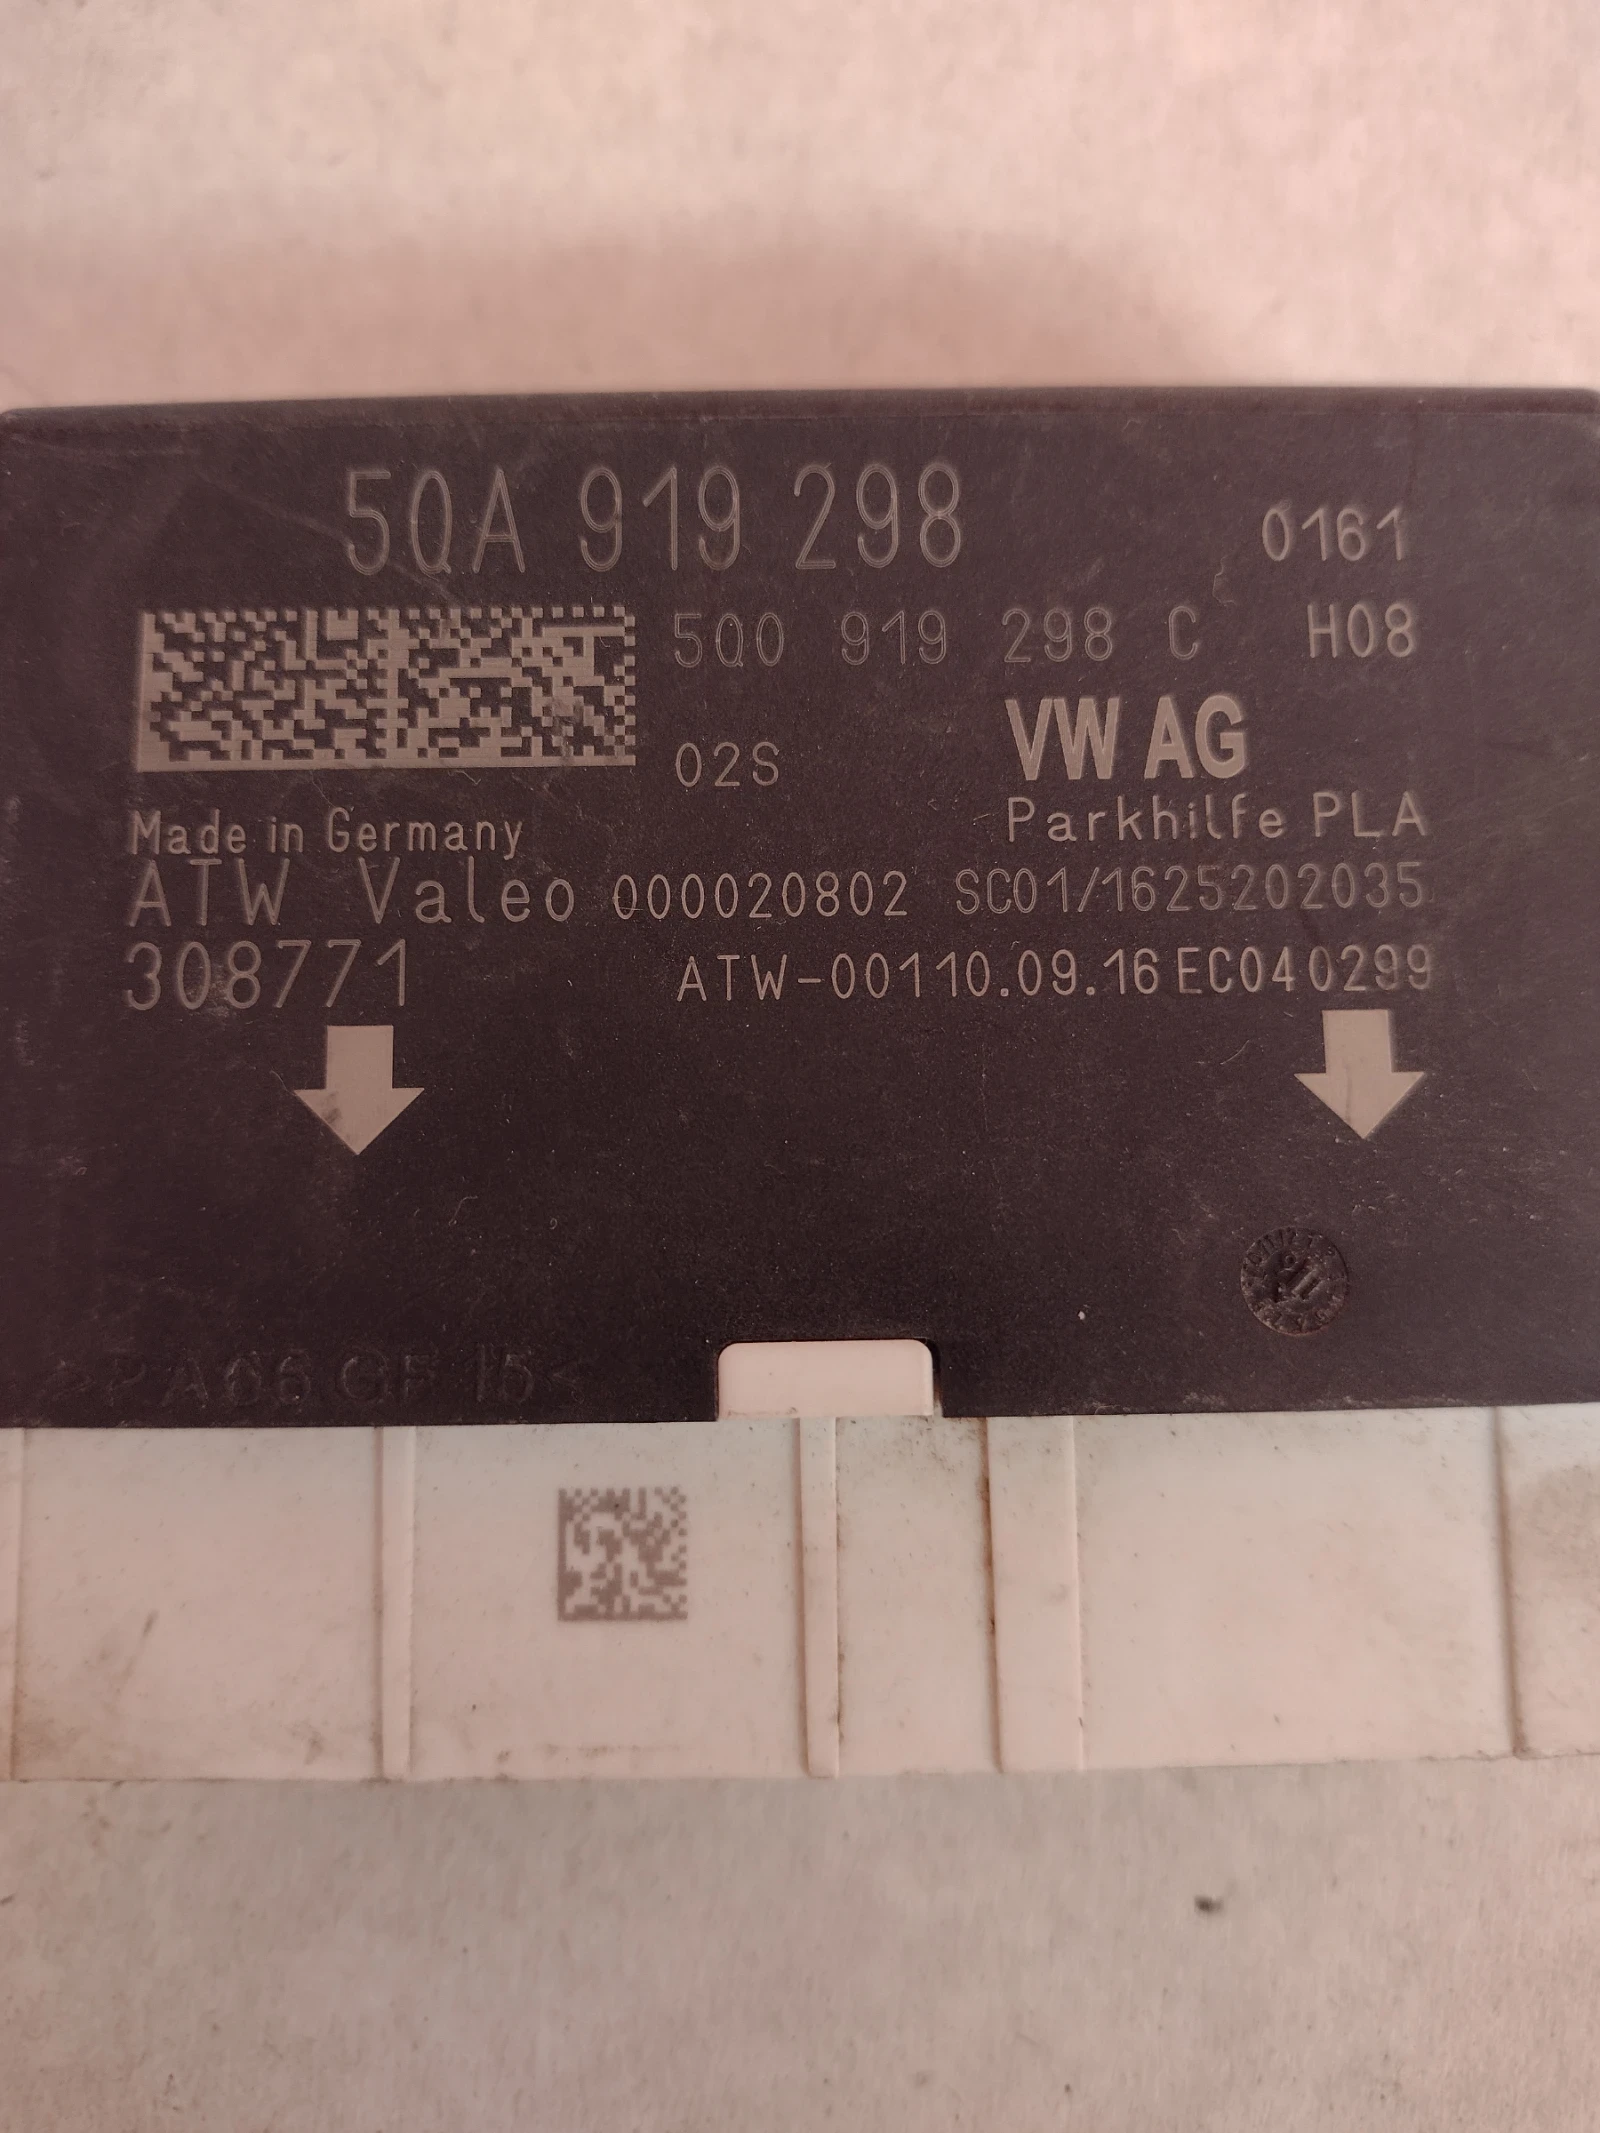 5QA 919 298 0161
5Q0 919 298 C H08
02S VW AG
Parkhilfe PLA
Made in Germany
ATW Valeo 000020802 SC01/1625202035
308771 ATW-00110.09.16 EC040299
>PA66 GF 15<